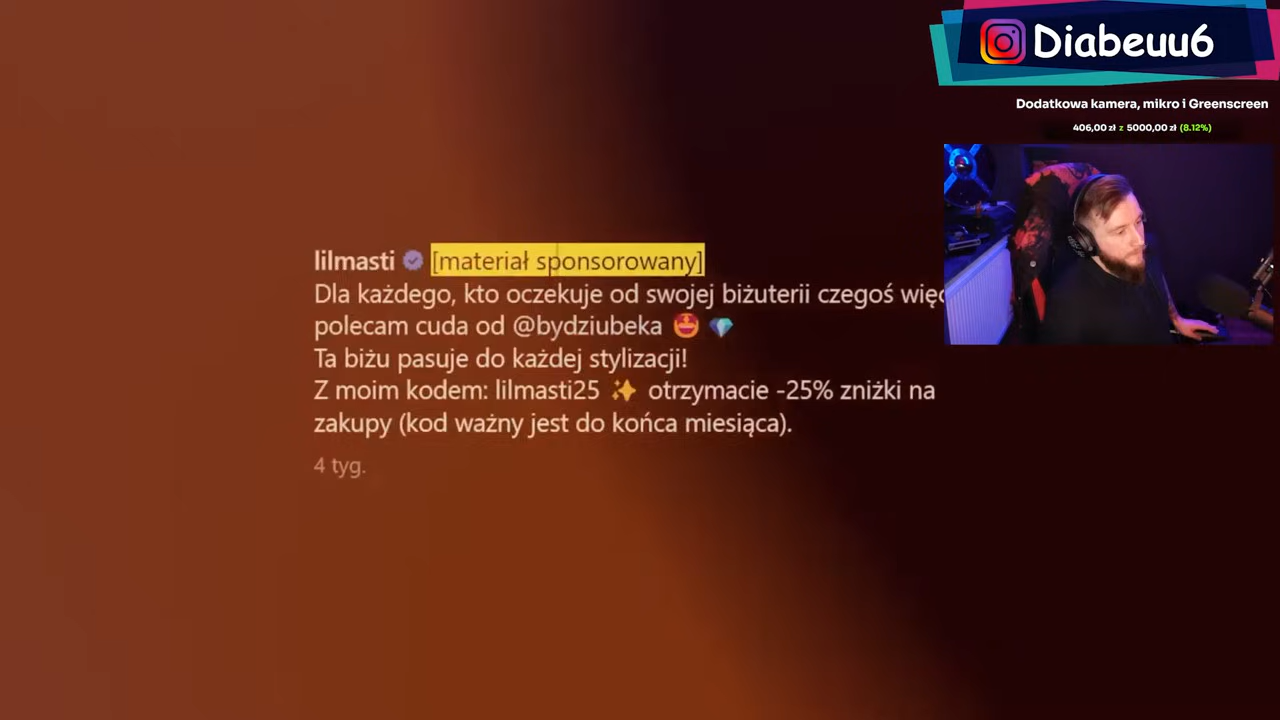 Diabeuu6
Dodatkowa kamera, mikro i Greenscreen
406,00 zł z 5000,00 zł (8.12%)
lilmasti [materiał sponsorowany]
Dla każdego, kto oczekuje od swojej biżuterii czegoś
polecam cuda od @bydziubeka 🤩 💎
Ta biżu pasuje do każdej stylizacji!
Z moim kodem: lilmasti25 ✨ otrzymacie -25% zniżki na
zakupy (kod ważny jest do końca miesiąca).
4 tyg.